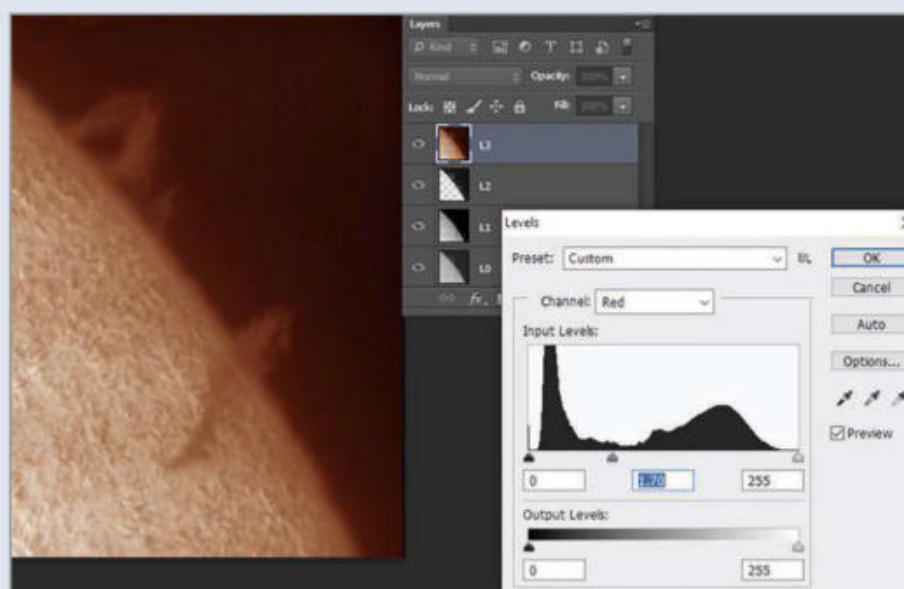 Layers
Kind
Normal
Opacity:
Lock:
Fill:
L3
L2
L1
L0
fx.
Levels
Preset: Custom
OK
Cancel
Channel: Red
Auto
Input Levels:
Options...
Preview
0 1.70 255
Output Levels:
0 255